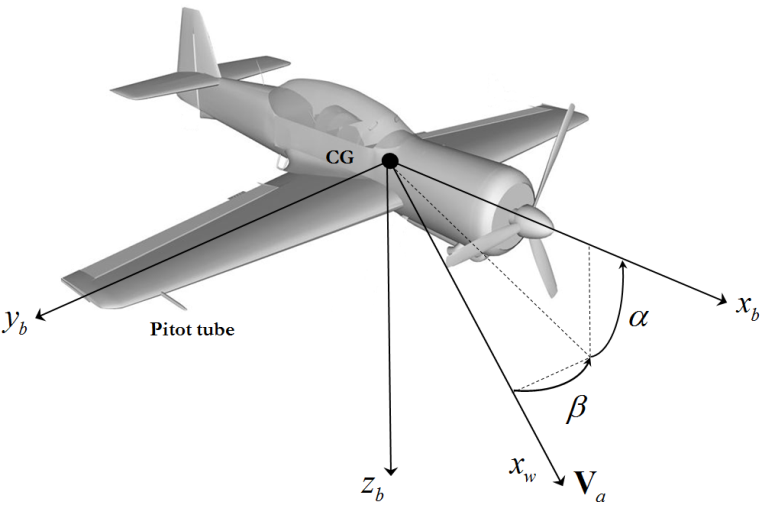 CG
y_b
Pitot tube
x_b
α
β
x_w
V_a
z_b